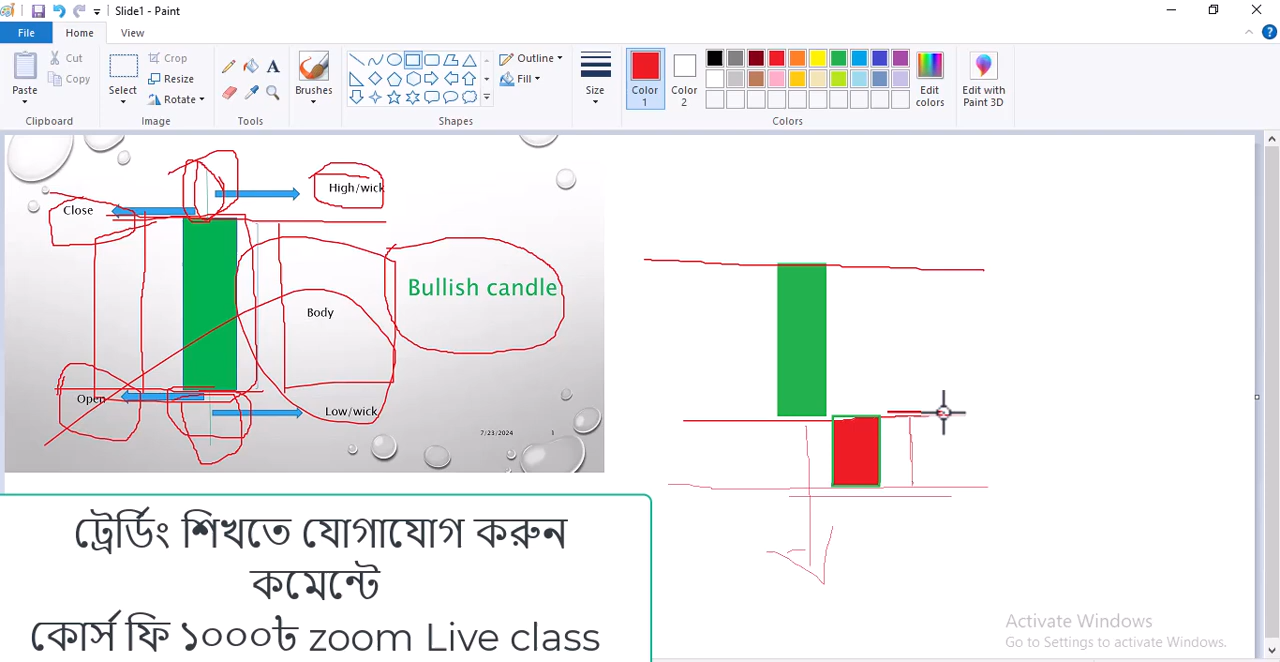 Slide1 - Paint
File
Home
View
Paste
Cut
Copy
Clipboard
Select
Crop
Resize
Rotate
Image
A
Tools
Brushes
Shapes
Outline
Fill
Size
Color 1
Color 2
Colors
Edit colors
Edit with Paint 3D
Close
High/wick
Bullish candle
Body
Open
Low/wick
7/23/2024
1
ট্রের্ডিং শিখতে যোগাযোগ করুন
কমেন্টে
কোর্স ফি ১০০০৳ zoom Live class
Activate Windows
Go to Settings to activate Windows.